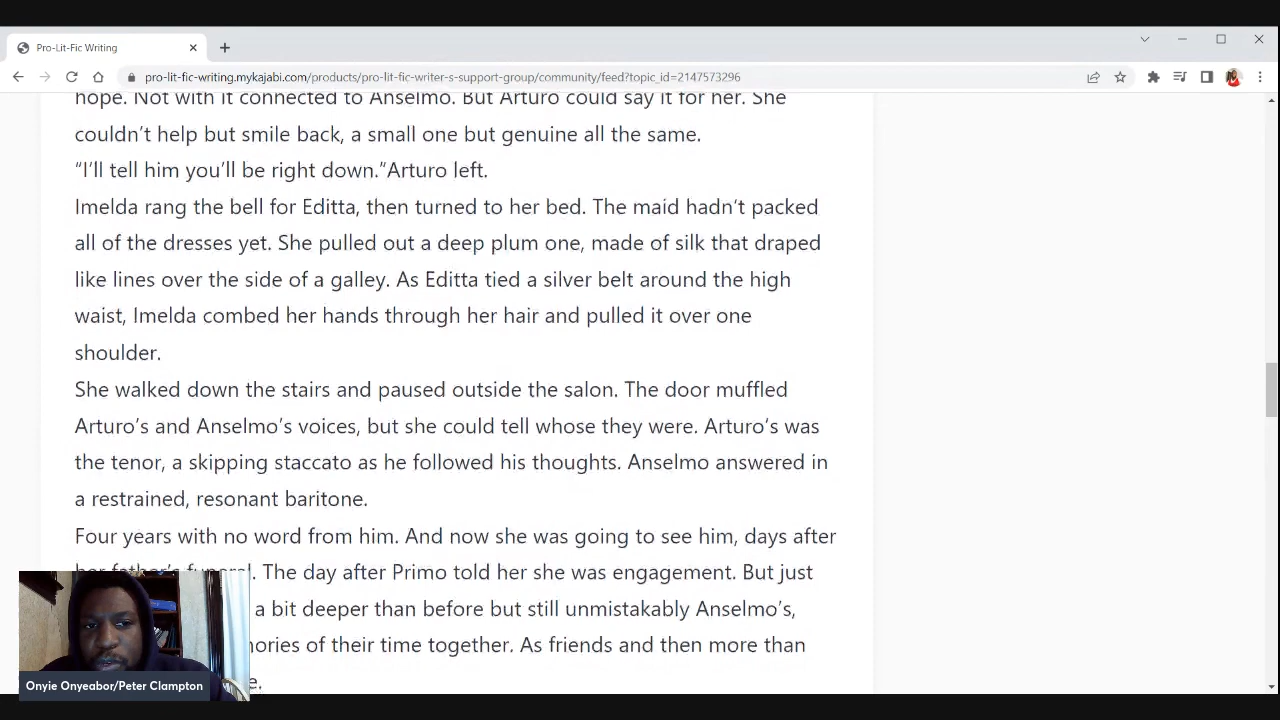 Pro-Lit-Fic Writing
pro-lit-fic-writing.mykajabi.com/products/pro-lit-fic-writer-s-support-group/community/feed?topic_id=2147573296
hope. Not with it connected to Anselmo. But Arturo could say it for her. She
couldn’t help but smile back, a small one but genuine all the same.
“I’ll tell him you’ll be right down.”Arturo left.
Imelda rang the bell for Editta, then turned to her bed. The maid hadn’t packed
all of the dresses yet. She pulled out a deep plum one, made of silk that draped
like lines over the side of a galley. As Editta tied a silver belt around the high
waist, Imelda combed her hands through her hair and pulled it over one
shoulder.
She walked down the stairs and paused outside the salon. The door muffled
Arturo’s and Anselmo’s voices, but she could tell whose they were. Arturo’s was
the tenor, a skipping staccato as he followed his thoughts. Anselmo answered in
a restrained, resonant baritone.
Four years with no word from him. And now she was going to see him, days after
her father’s funeral. The day after Primo told her she was engagement. But just
a bit deeper than before but still unmistakably Anselmo’s,
of their time together. As friends and then more than
Onyie Onyeabor/Peter Clampton